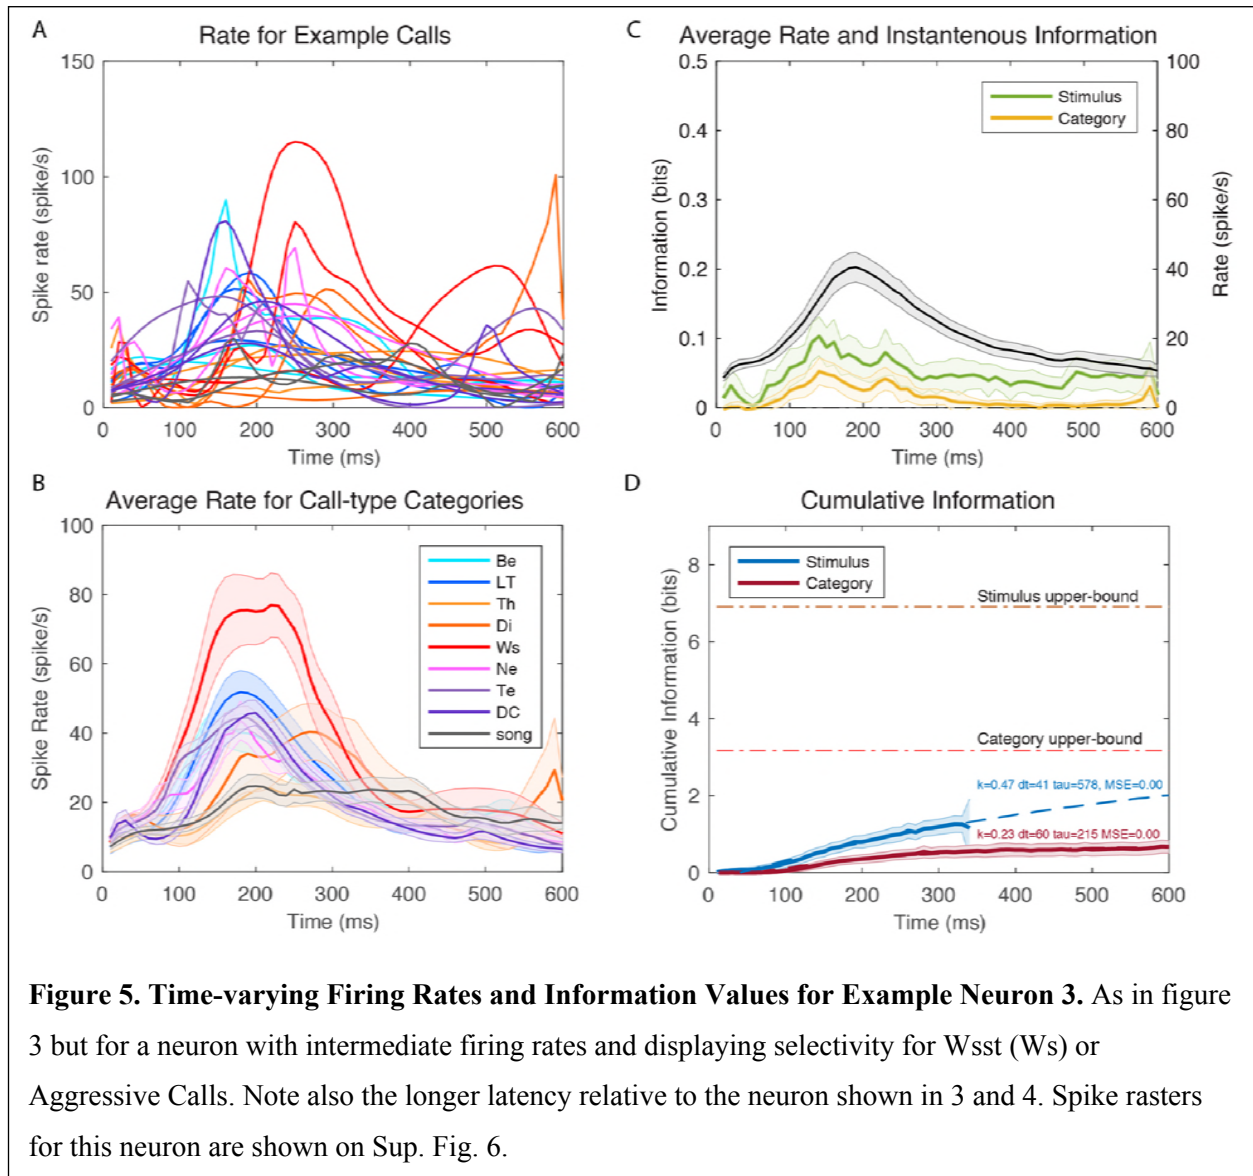 A
Rate for Example Calls
150
100
50
0
Spike rate (spike/s)
0 100 200 300 400 500 600
Time (ms)
C
Average Rate and Instantenous Information
0.5
0.4
0.3
0.2
0.1
0
Information (bits)
Stimulus
Category
100
80
60
40
20
0
Rate (spike/s)
0 100 200 300 400 500 600
Time (ms)
B
Average Rate for Call-type Categories
100
80
60
40
20
0
Spike Rate (spike/s)
Be
LT
Th
Di
Ws
Ne
Te
DC
song
0 100 200 300 400 500 600
Time (ms)
D
Cumulative Information
8
6
4
2
0
Cumulative Information (bits)
Stimulus
Category
Stimulus upper-bound
Category upper-bound
k=0.47 dt=41 tau=578, MSE=0.00
k=0.23 dt=60 tau=215 MSE=0.00
0 100 200 300 400 500 600
Time (ms)
Figure 5. Time-varying Firing Rates and Information Values for Example Neuron 3. As in figure
3 but for a neuron with intermediate firing rates and displaying selectivity for Wsst (Ws) or
Aggressive Calls. Note also the longer latency relative to the neuron shown in 3 and 4. Spike rasters
for this neuron are shown on Sup. Fig. 6.